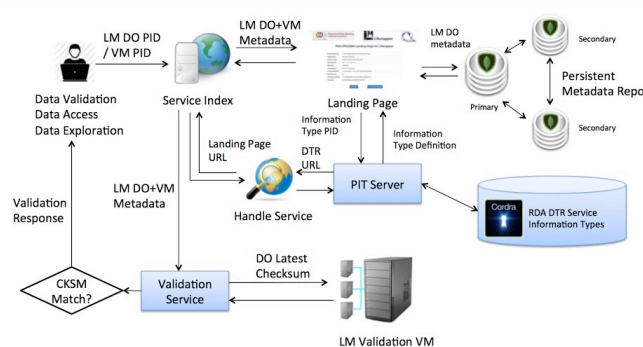 LM DO PID
/ VM PID
LM DO+VM
Metadata
LM DO
metadata
Secondary
Primary
Secondary
Persistent
Metadata Repo
Data Validation
Data Access
Data Exploration
Service Index
Landing Page
Landing Page
URL
Information
Type PID
Information
Type Definition
DTR
URL
Handle Service
PIT Server
Cordra
RDA DTR Service
Information Types
Validation
Response
LM DO+VM
Metadata
CKSM
Match?
Validation
Service
DO Latest
Checksum
LM Validation VM